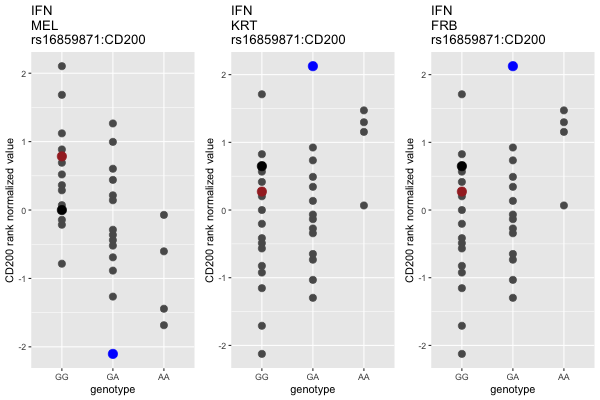 IFN
MEL
rs16859871:CD200
IFN
KRT
rs16859871:CD200
IFN
FRB
rs16859871:CD200
CD200 rank normalized value
2
1
0
-1
-2
GG
GA
AA
genotype
CD200 rank normalized value
2
1
0
-1
-2
GG
GA
AA
genotype
CD200 rank normalized value
2
1
0
-1
-2
GG
GA
AA
genotype